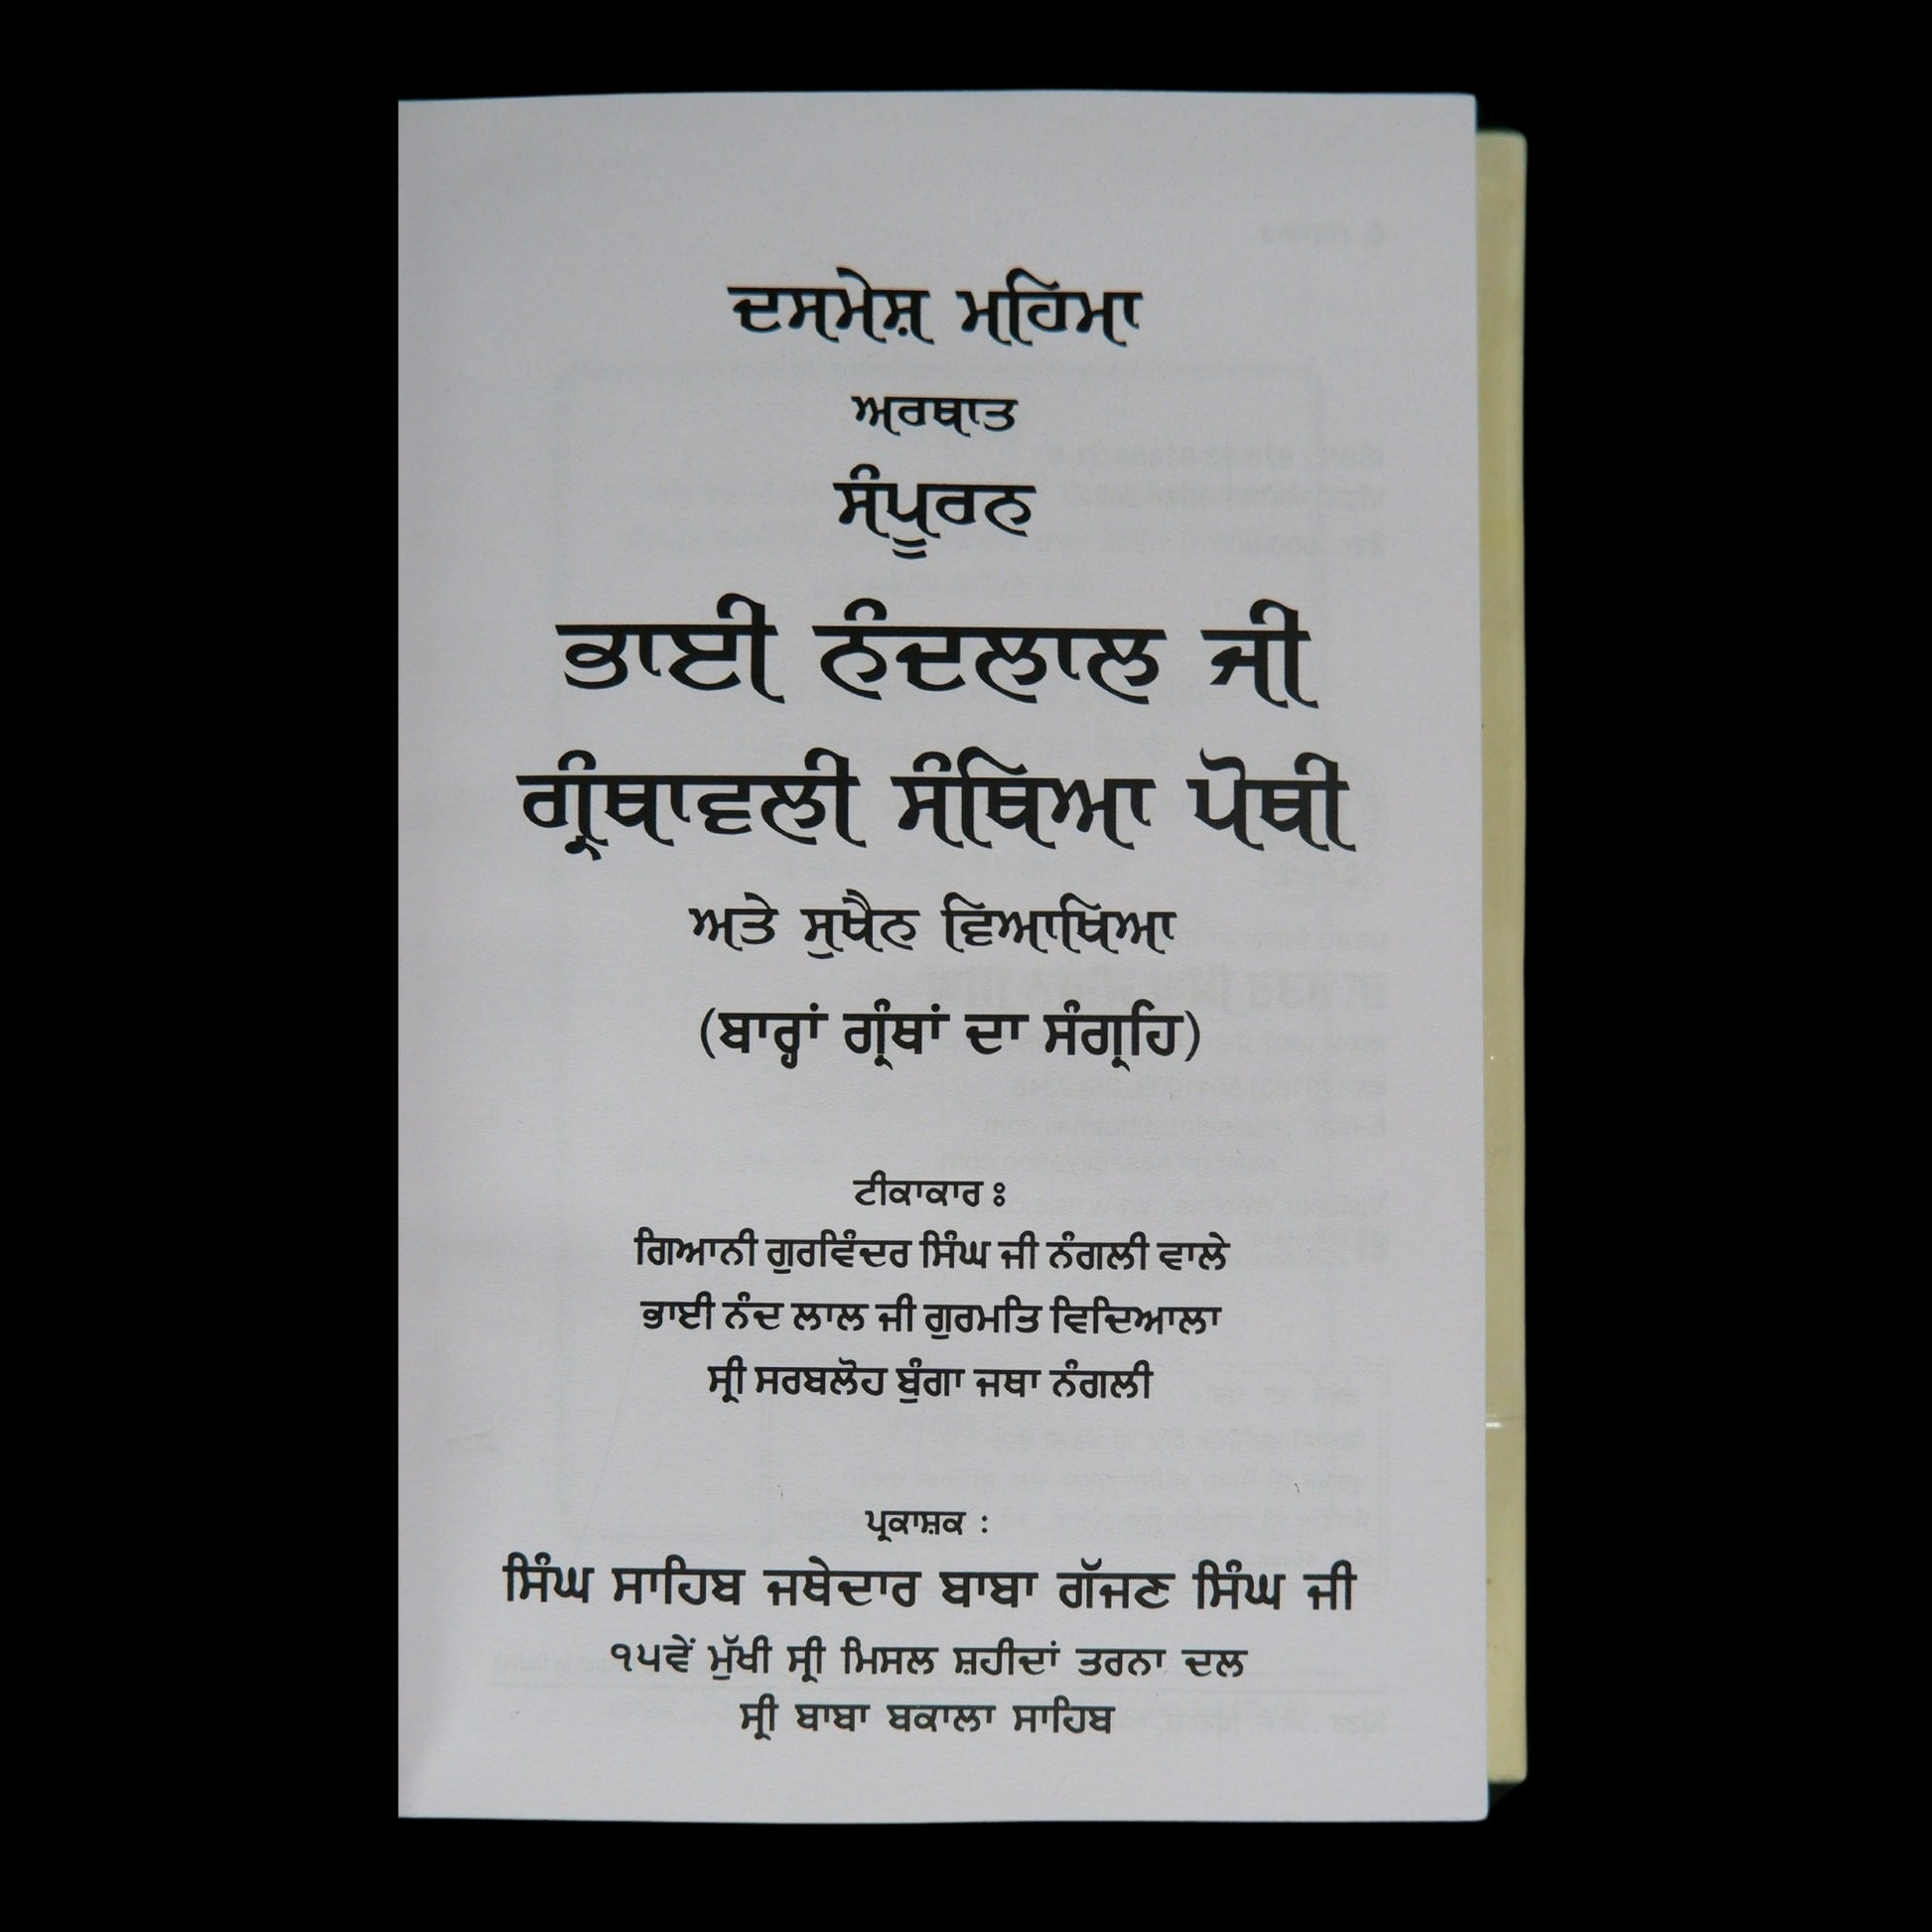 ਦਸਮੇਸ਼ ਮਹਿਮਾ
ਅਰਥਾਤ
ਸੰਪੂਰਨ
ਭਾਈ ਨੰਦਲਾਲ ਜੀ
ਗ੍ਰੰਥਾਵਲੀ ਸੰਥਿਆ ਪੋਥੀ
ਅਤੇ ਸੁਖੈਨ ਵਿਆਖਿਆ
(ਬਾਰ੍ਹਾਂ ਗ੍ਰੰਥਾਂ ਦਾ ਸੰਗ੍ਰਹਿ)
ਟੀਕਾਕਾਰ ਃ
ਗਿਆਨੀ ਗੁਰਵਿੰਦਰ ਸਿੰਘ ਜੀ ਨੰਗਲੀ ਵਾਲੇ
ਭਾਈ ਨੰਦ ਲਾਲ ਜੀ ਗੁਰਮਤਿ ਵਿਦਿਆਲਾ
ਸ੍ਰੀ ਸਰਬਲੋਹ ਬੁੰਗਾ ਜਥਾ ਨੰਗਲੀ
ਪ੍ਰਕਾਸ਼ਕ :
ਸਿੰਘ ਸਾਹਿਬ ਜਥੇਦਾਰ ਬਾਬਾ ਗੱਜਣ ਸਿੰਘ ਜੀ
੧੫ਵੇਂ ਮੁੱਖੀ ਸ੍ਰੀ ਮਿਸਲ ਸ਼ਹੀਦਾਂ ਤਰਨਾ ਦਲ
ਸ੍ਰੀ ਬਾਬਾ ਬਕਾਲਾ ਸਾਹਿਬ